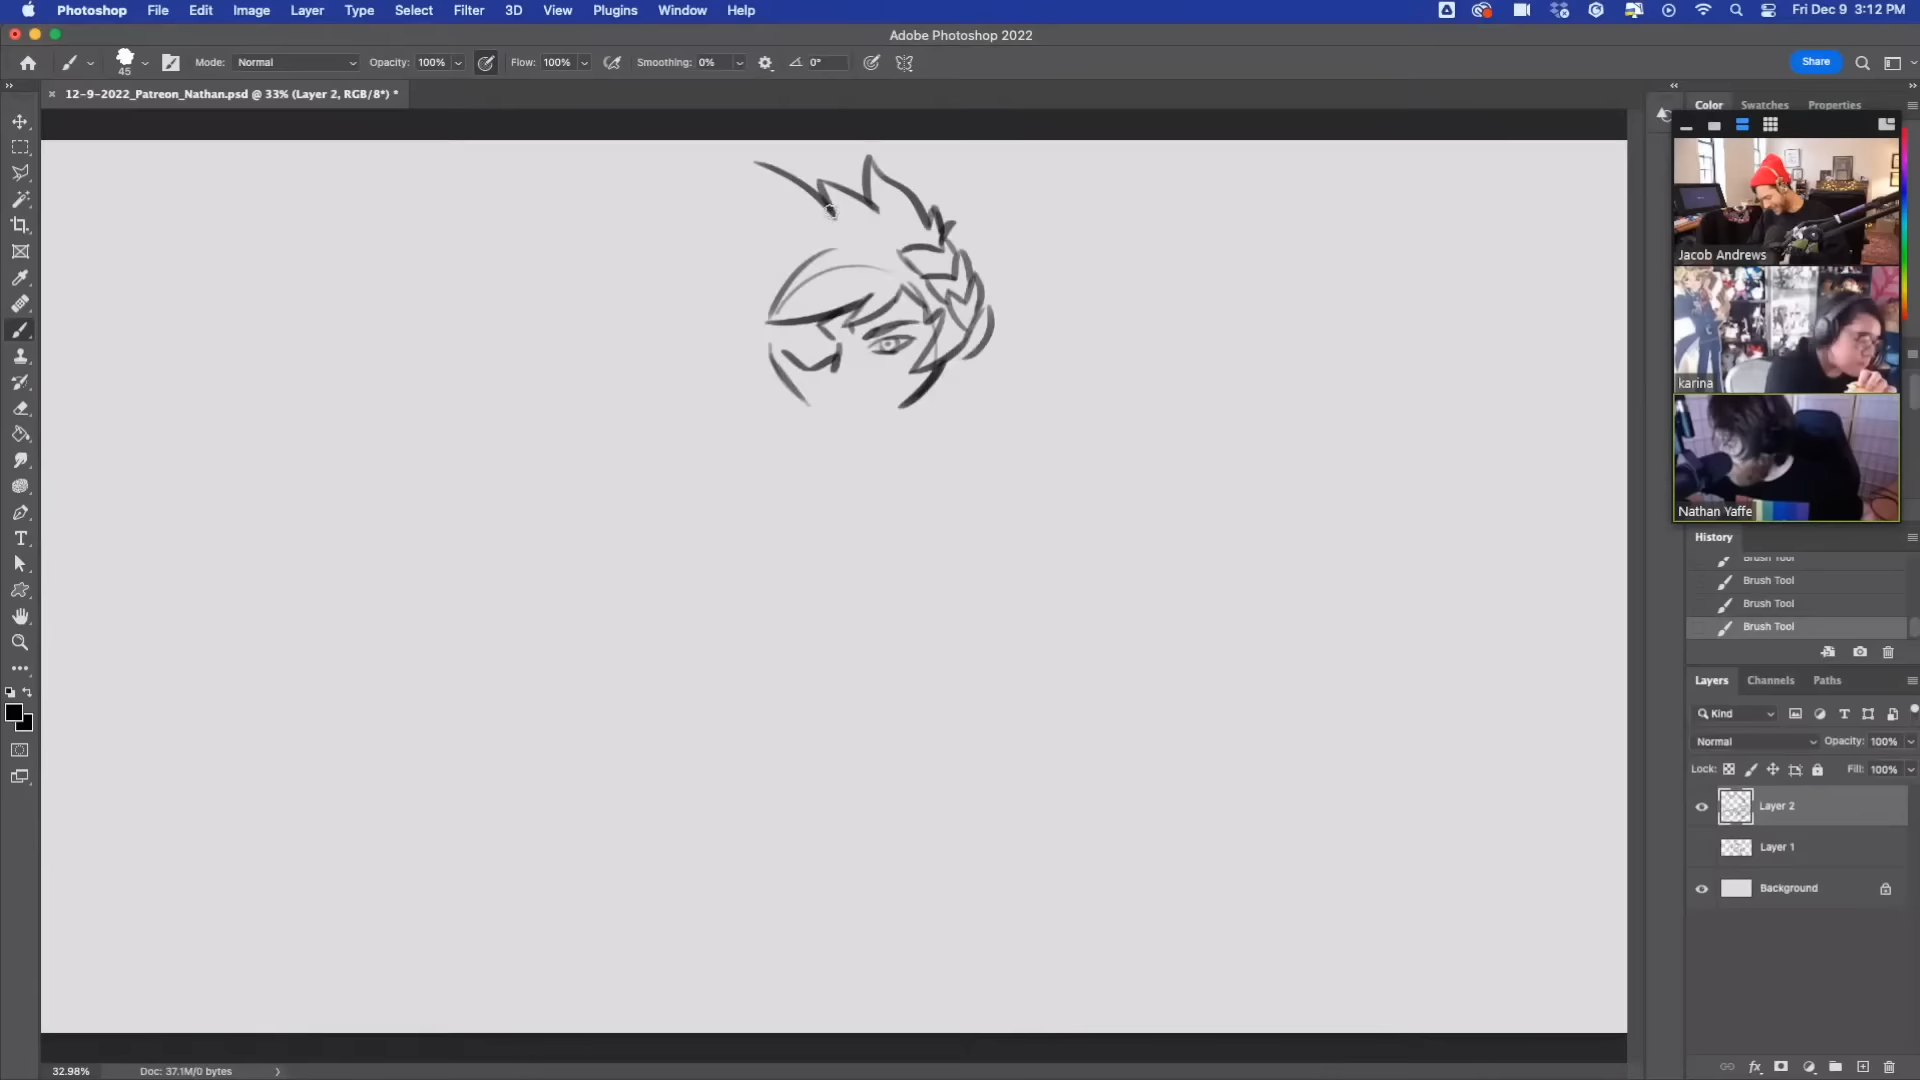 Photoshop File Edit Image Layer Type Select Filter 3D View Plugins Window Help Fri Dec 9 3:12 PM
Adobe Photoshop 2022
45 Mode: Normal Opacity: 100% Flow: 100% Smoothing: 0% 0° Share
× 12-9-2022_Patreon_Nathan.psd @ 33% (Layer 2, RGB/8*) *
Color Swatches Properties
Jacob Andrews
karina
Nathan Yaffe
History
Brush Tool
Brush Tool
Brush Tool
Brush Tool
Layers Channels Paths
Kind
Normal Opacity: 100%
Lock: Fill: 100%
Layer 2
Layer 1
Background
32.98% Doc: 37.1M/0 bytes